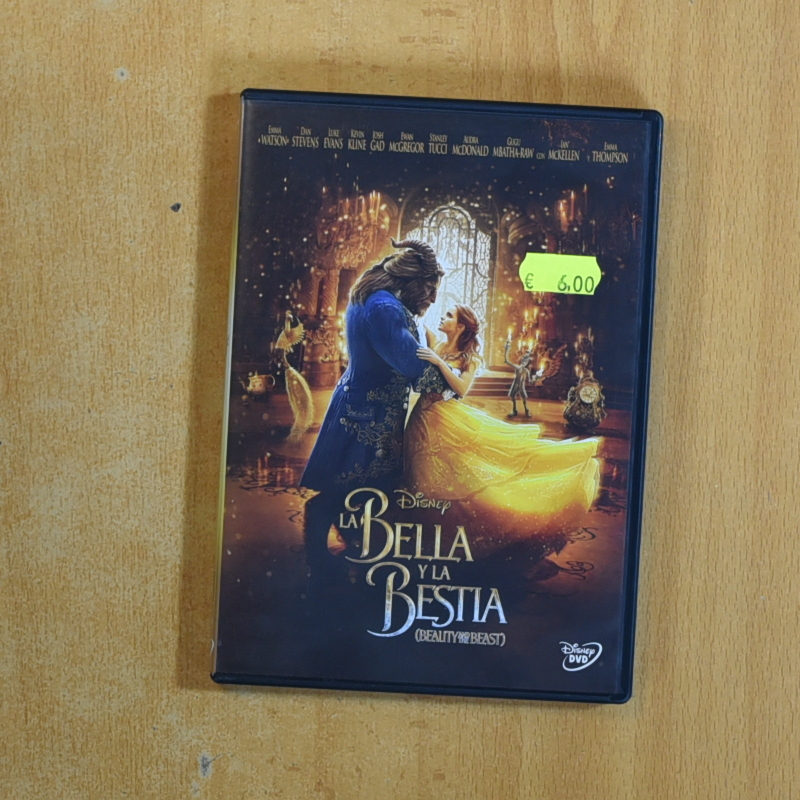 EMMA WATSON DAN STEVENS LUKE EVANS KEVIN KLINE JOSH GAD EWAN McGREGOR STANLEY TUCCI AUDRA McDONALD GUGU MBATHA-RAW CON IAN McKELLEN Y EMMA THOMPSON
€ 6,00
Disney
LA BELLA
Y LA
BESTIA
(BEAUTY AND THE BEAST)
Disney
DVD